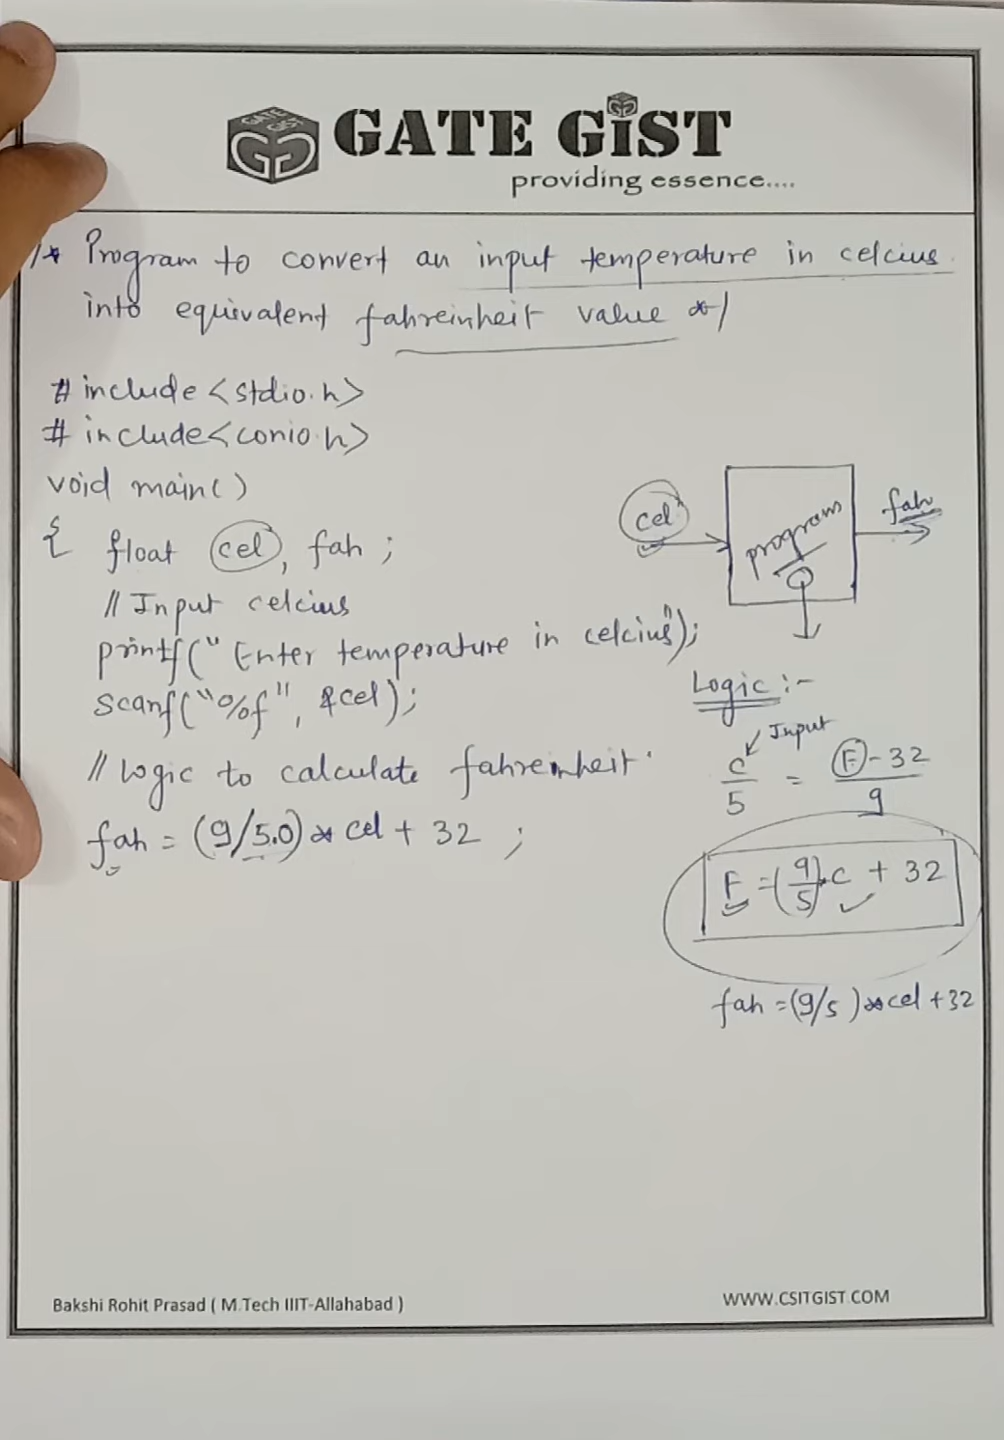 GATE GIST
providing essence....
/* Program to convert an input temperature in celcius
into equivalent fahreinheit value */
# include <stdio.h>
# include<conio.h>
void main()
{ float cel, fah ;
// Input celcius
printf("Enter temperature in celcius");
scanf("%f", &cel);
// Logic to calculate fahreinheit
fah = (9/5.0) * cel + 32 ;
cel
program
fah
Logic :-
Input
C/5 = F-32/9
F = (9/5).C + 32
fah = (9/5)*cel +32
Bakshi Rohit Prasad ( M.Tech IIIT-Allahabad )
WWW.CSITGIST.COM